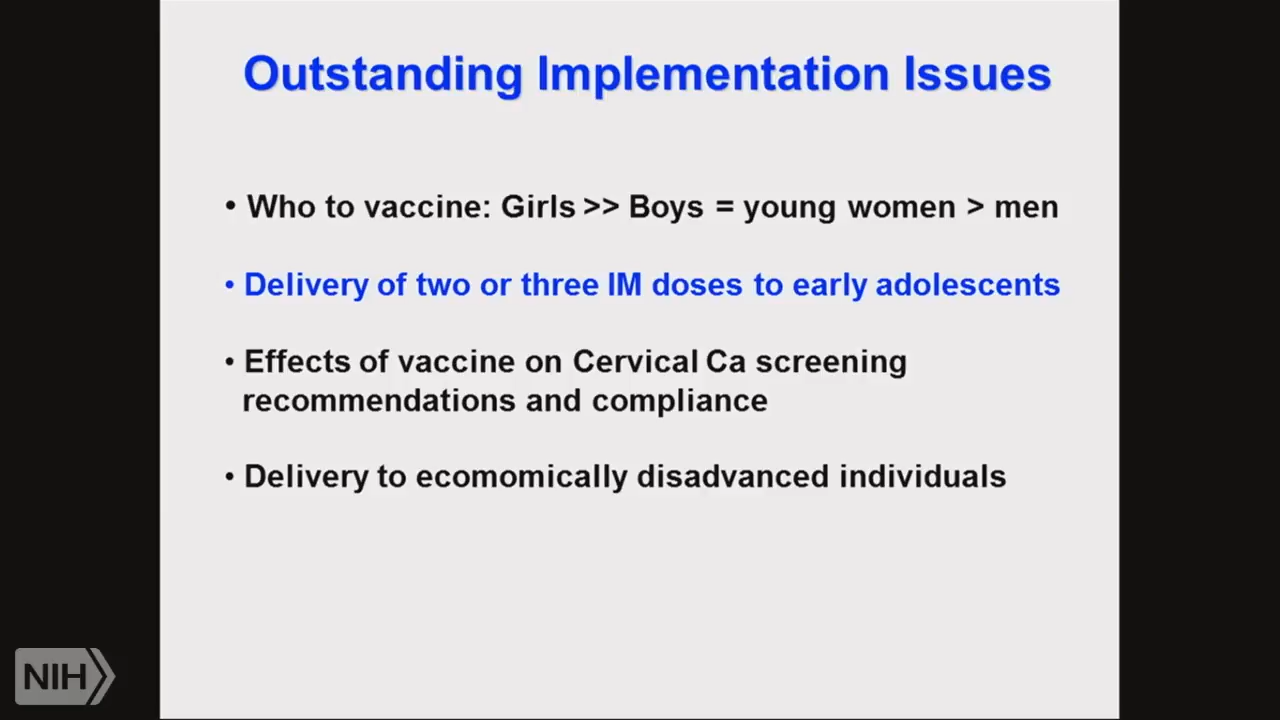 Outstanding Implementation Issues
• Who to vaccine: Girls >> Boys = young women > men
• Delivery of two or three IM doses to early adolescents
• Effects of vaccine on Cervical Ca screening
recommendations and compliance
• Delivery to ecomomically disadvanced individuals
NIH